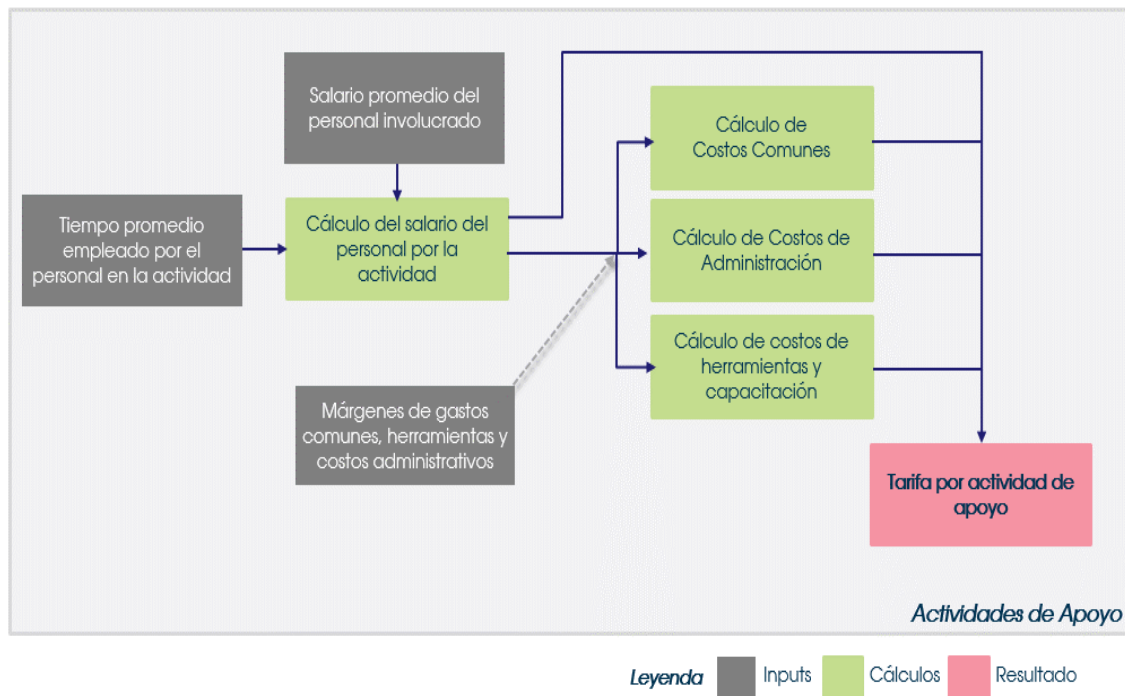 Salario promedio del
personal involucrado
Cálculo de
Costos Comunes
Tiempo promedio
empleado por el
personal en la actividad
Cálculo del salario del
personal por la
actividad
Cálculo de Costos de
Administración
Cálculo de costos de
herramientas y
capacitación
Márgenes de gastos
comunes, herramientas y
costos administrativos
Tarifa por actividad de
apoyo
Actividades de Apoyo
Leyenda Inputs Cálculos Resultado